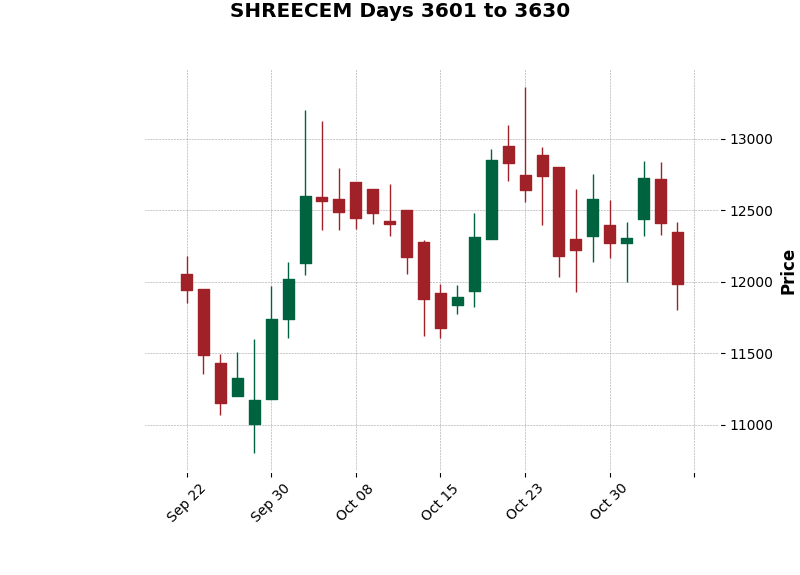 SHREECEM Days 3601 to 3630
13000
12500
12000
11500
11000
Price
Sep 22
Sep 30
Oct 08
Oct 15
Oct 23
Oct 30